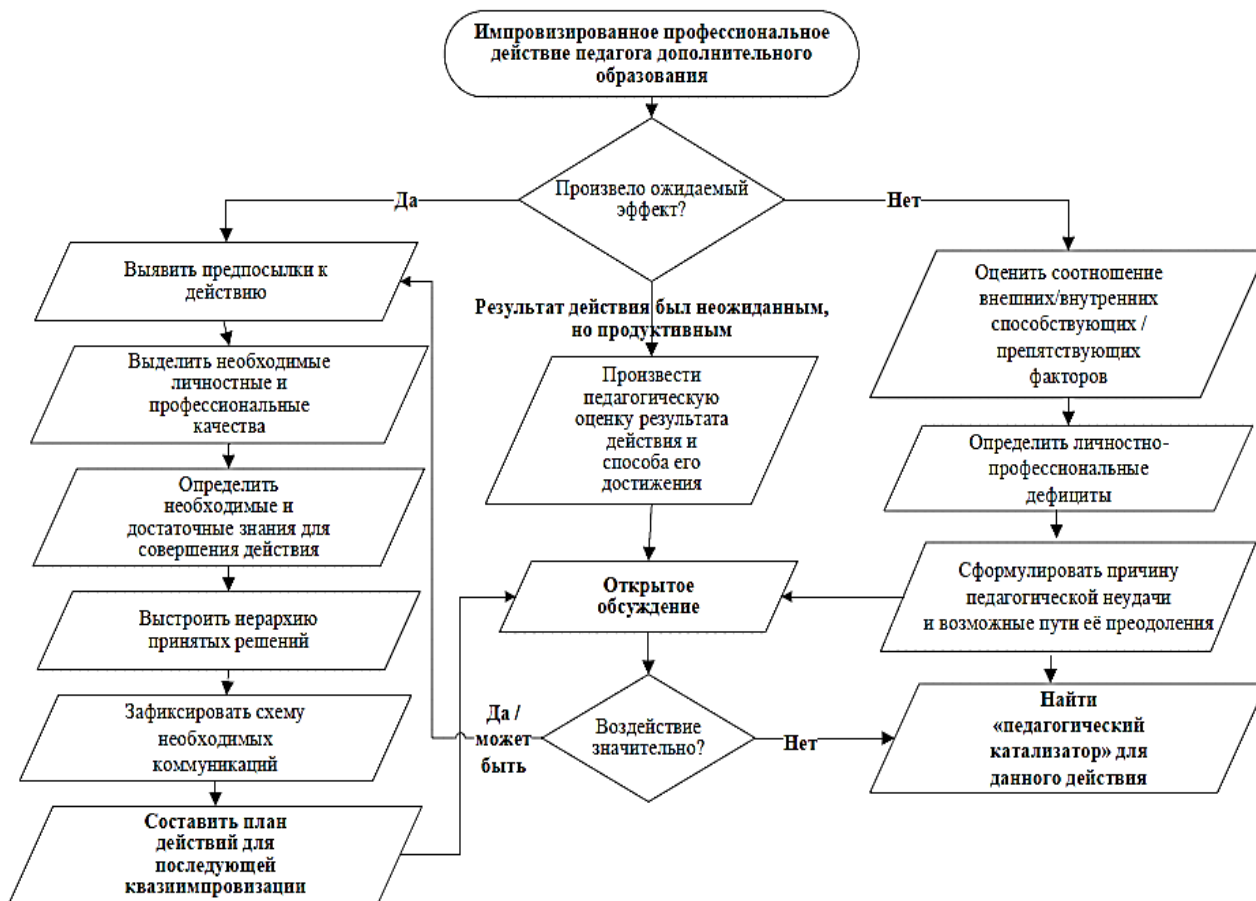 Импровизированное профессиональное
действие педагога дополнительного
образования
Произвело ожидаемый
эффект?
Да
Нет
Выявить предпосылки к
действию
Выделить необходимые
личностные и
профессиональные
качества
Определить
необходимые и
достаточные знания для
совершения действия
Выстроить иерархию
принятых решений
Зафиксировать схему
необходимых
коммуникаций
Составить план
действий для
последующей
квазиимпровизации
Результат действия был неожиданным,
но продуктивным
Произвести
педагогическую
оценку результата
действия и
способа его
достижения
Открытое
обсуждение
Воздействие
значительно?
Да /
может
быть
Нет
Оценить соотношение
внешних/внутренних
способствующих /
препятствующих
факторов
Определить личностно-
профессиональные
дефициты
Сформулировать причину
педагогической неудачи
и возможные пути её преодоления
Найти
«педагогический
катализатор» для
данного действия